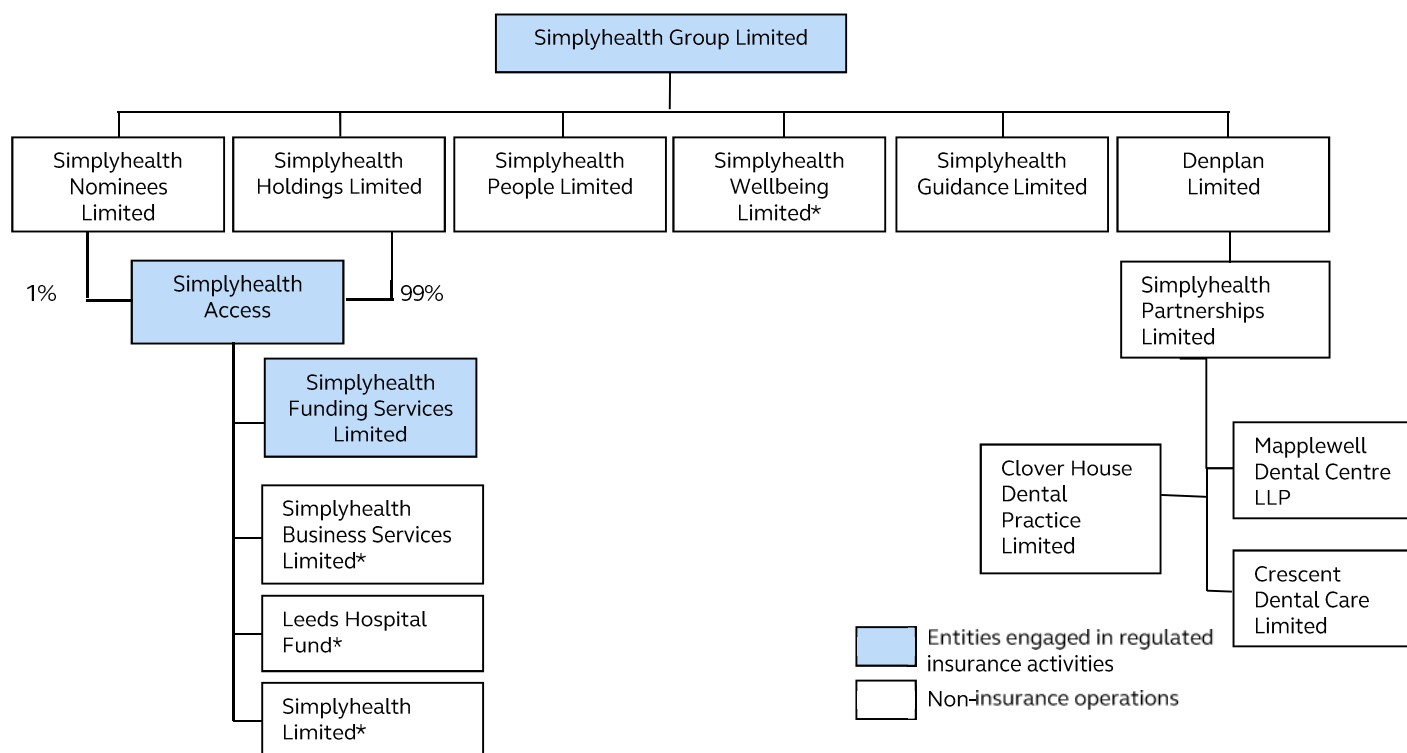 Simplyhealth Group Limited
Simplyhealth
Nominees
Limited
Simplyhealth
Holdings Limited
Simplyhealth
People Limited
Simplyhealth
Wellbeing
Limited*
Simplyhealth
Guidance Limited
Denplan
Limited
1%
Simplyhealth
Access
99%
Simplyhealth
Partnerships
Limited
Simplyhealth
Funding Services
Limited
Simplyhealth
Business Services
Limited*
Leeds Hospital
Fund*
Simplyhealth
Limited*
Clover House
Dental
Practice
Limited
Mapplewell
Dental Centre
LLP
Crescent
Dental Care
Limited
Entities engaged in regulated
insurance activities
Non-insurance operations